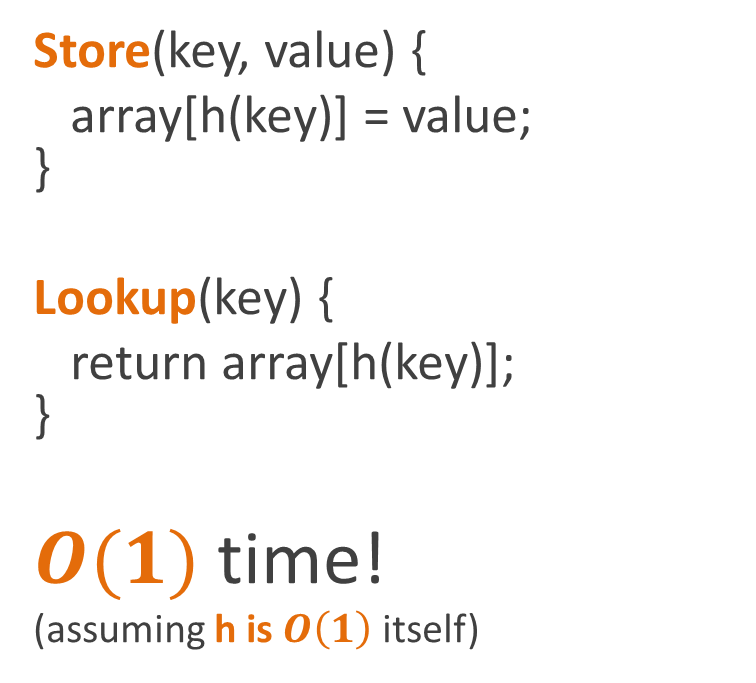 Store(key, value) {
array[h(key)] = value;
}
Lookup(key) {
return array[h(key)];
}
O(1) time!
(assuming h is O(1) itself)